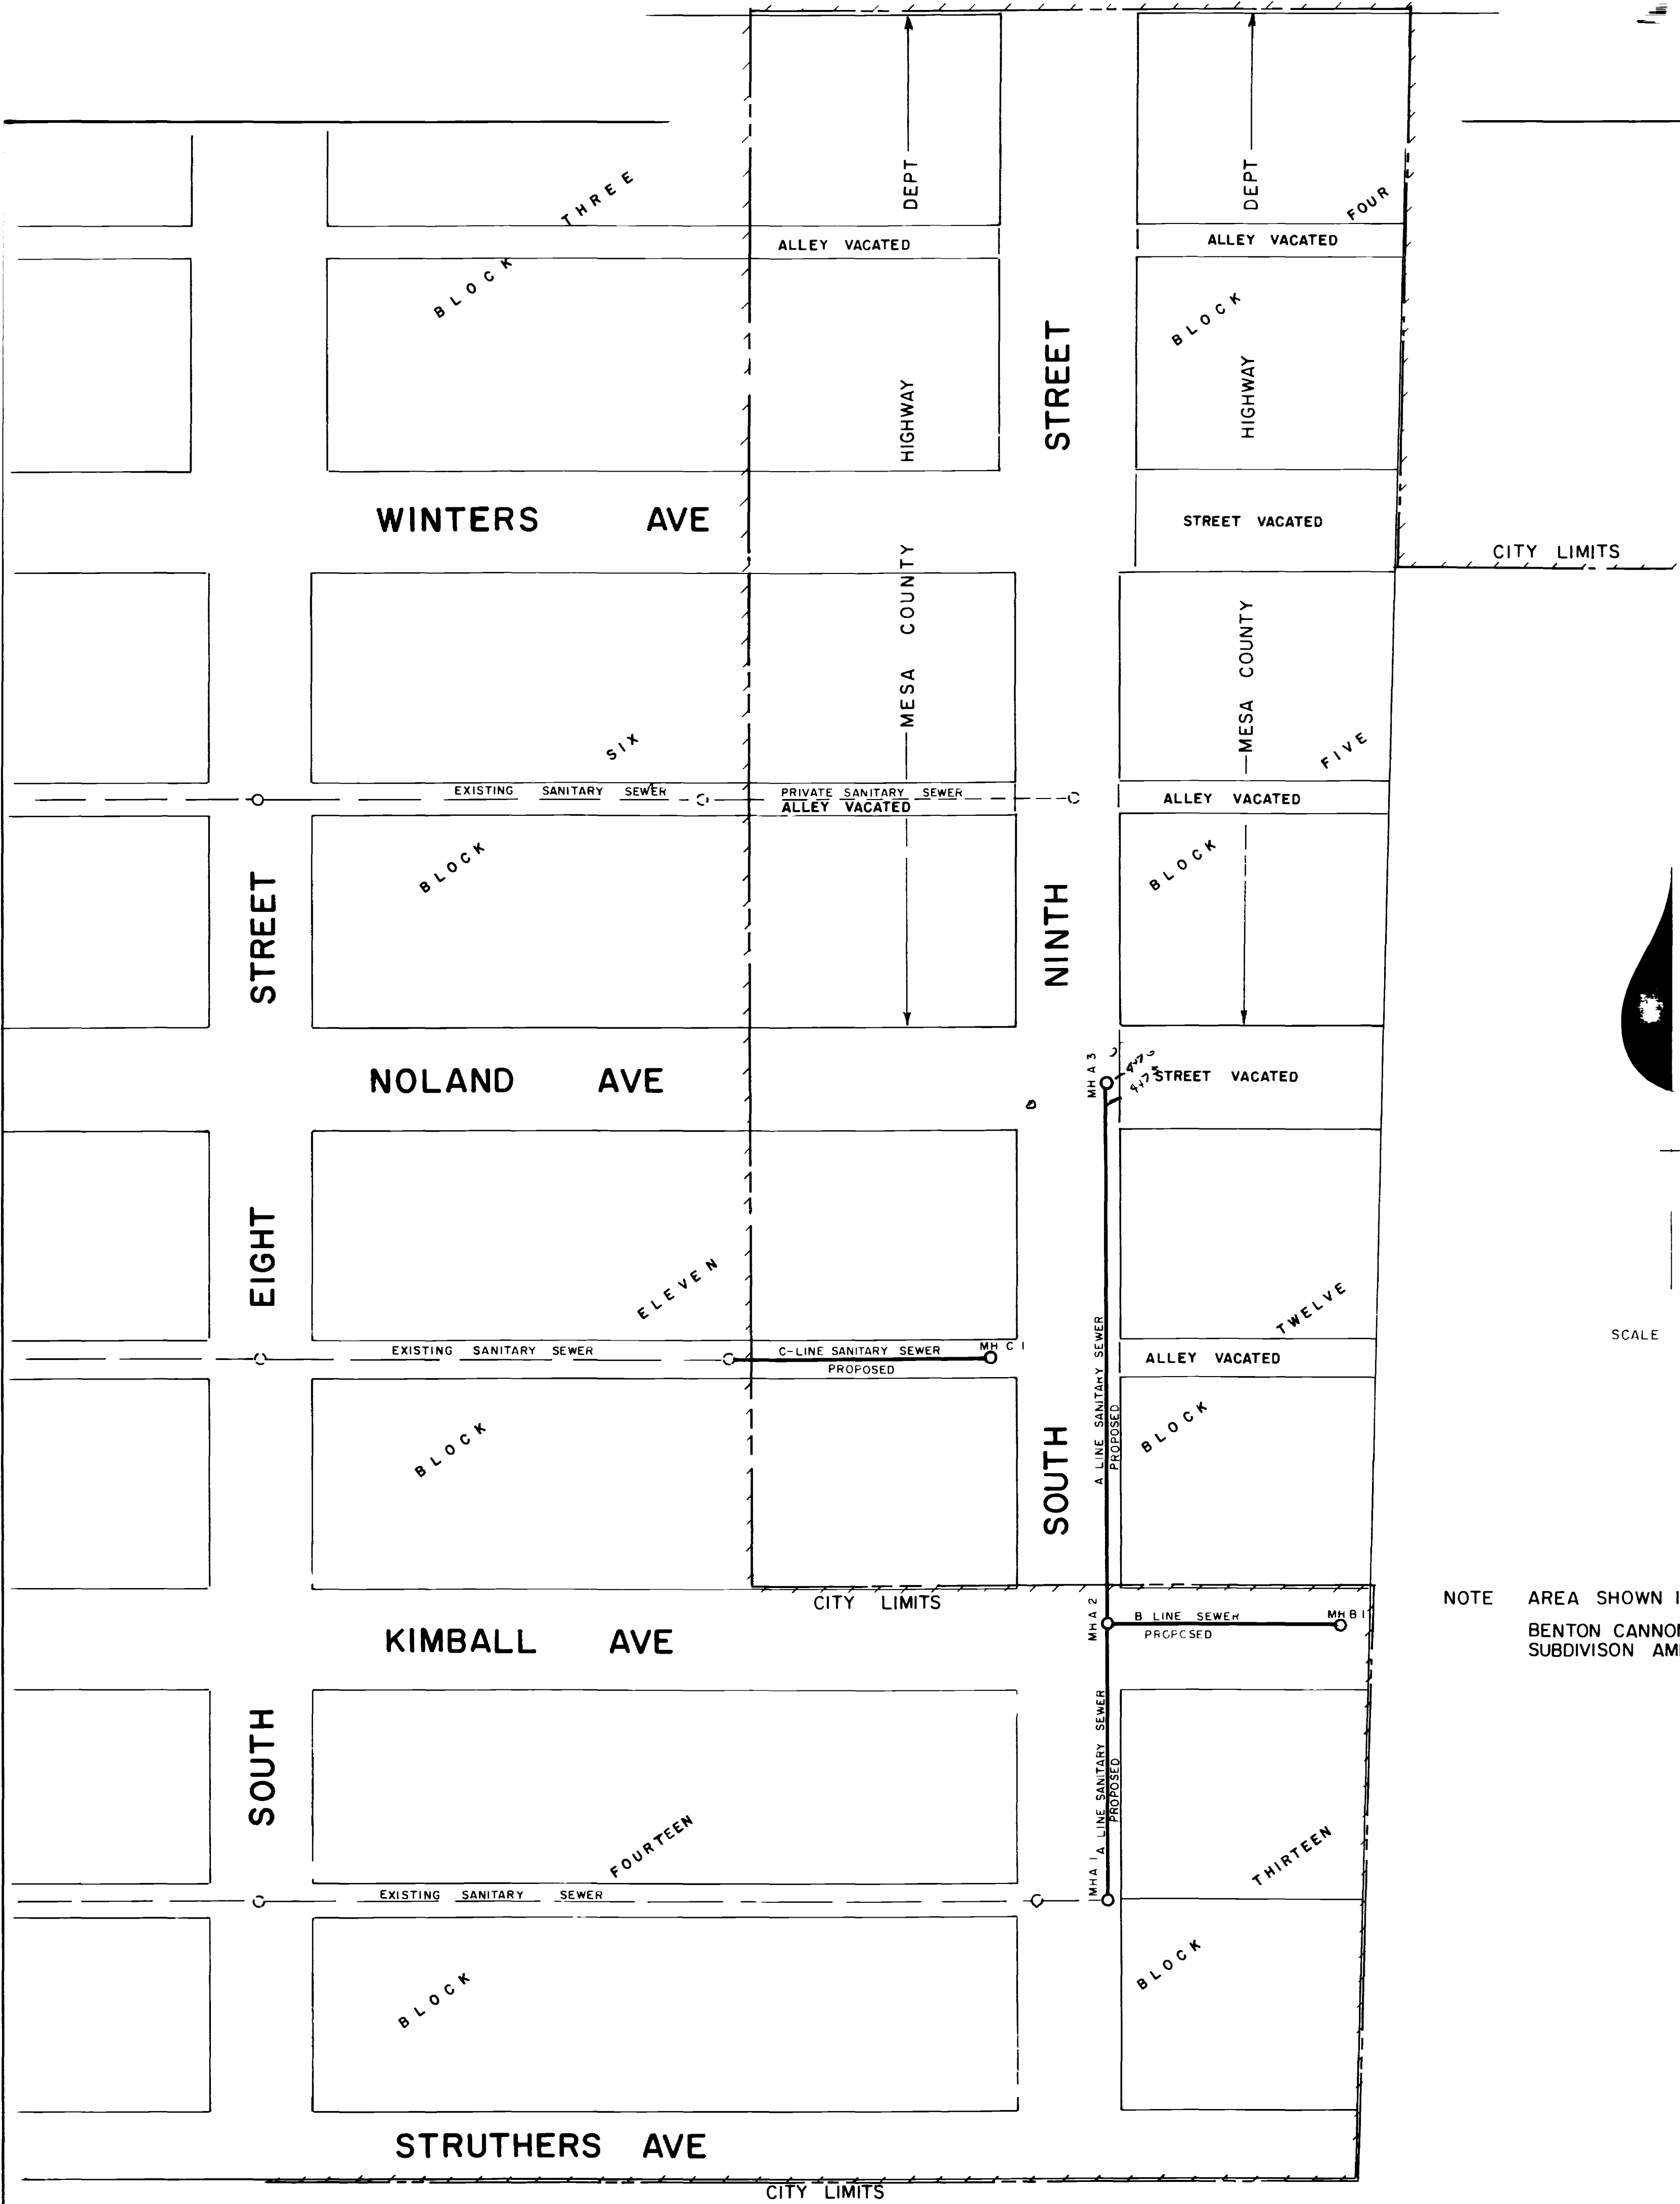 DEPT
DEPT
THREE
FOUR
ALLEY VACATED
ALLEY VACATED
BLOCK
BLOCK
STREET
HIGHWAY
HIGHWAY
WINTERS AVE
STREET VACATED
CITY LIMITS
MESA COUNTY
MESA COUNTY
SIX
FIVE
EXISTING SANITARY SEWER
PRIVATE SANITARY SEWER
ALLEY VACATED
ALLEY VACATED
BLOCK
BLOCK
STREET
NINTH
NOLAND AVE
MH A 3
STREET VACATED
EIGHT
ELEVEN
TWELVE
SCALE
EXISTING SANITARY SEWER
C-LINE SANITARY SEWER
PROPOSED
MH C 1
ALLEY VACATED
A LINE SANITARY SEWER
PROPOSED
BLOCK
BLOCK
SOUTH
CITY LIMITS
NOTE AREA SHOWN
MH A 2
B LINE SEWER
PROPOSED
MH B 1
BENTON
SUBDIVISON
KIMBALL AVE
SOUTH
A LINE SANITARY SEWER
PROPOSED
FOURTEEN
THIRTEEN
EXISTING SANITARY SEWER
MH A 1
BLOCK
BLOCK
STRUTHERS AVE
CITY LIMITS